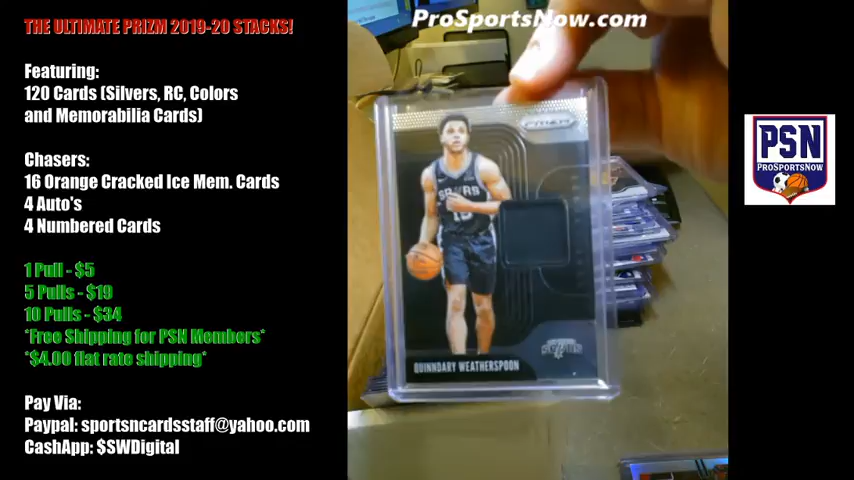 THE ULTIMATE PRIZM 2019-20 STACKS!
Featuring:
120 Cards (Silvers, RC, Colors
and Memorabilia Cards)
Chasers:
16 Orange Cracked Ice Mem. Cards
4 Auto's
4 Numbered Cards
1 Pull - $5
5 Pulls - $19
10 Pulls - $34
*Free Shipping for PSN Members*
*$4.00 flat rate shipping*
Pay Via:
Paypal: sportsncardsstaff@yahoo.com
CashApp: $SWDigital
ProSportsNow.com
PRIZM
SPURS
15
QUINNDARY WEATHERSPOON
PSN
PROSPORTSNOW